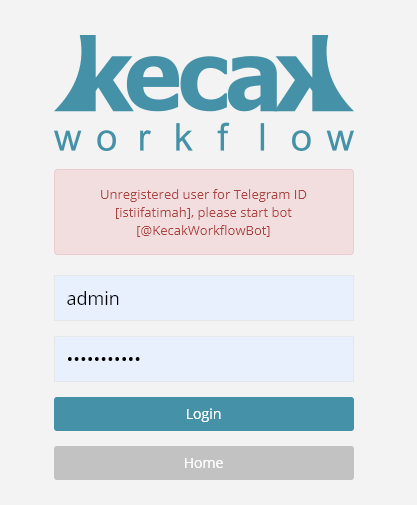 kecak
workflow
Unregistered user for Telegram ID
[istiifatimah], please start bot
[@KecakWorkflowBot]
admin
•••••••••••
Login
Home